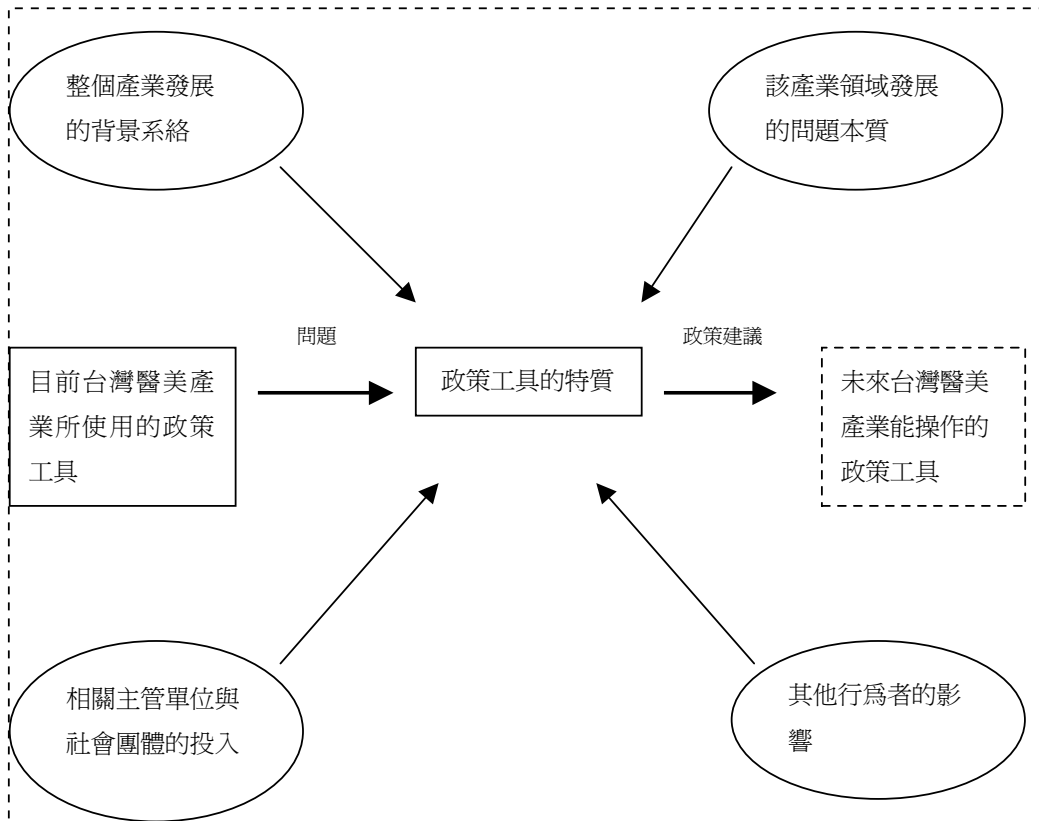 整個產業發展
的背景系絡
該產業領域發展
的問題本質
問題
政策建議
目前台灣醫美產
業所使用的政策
工具
政策工具的特質
未來台灣醫美
產業能操作的
政策工具
相關主管單位與
社會團體的投入
其他行為者的影
響